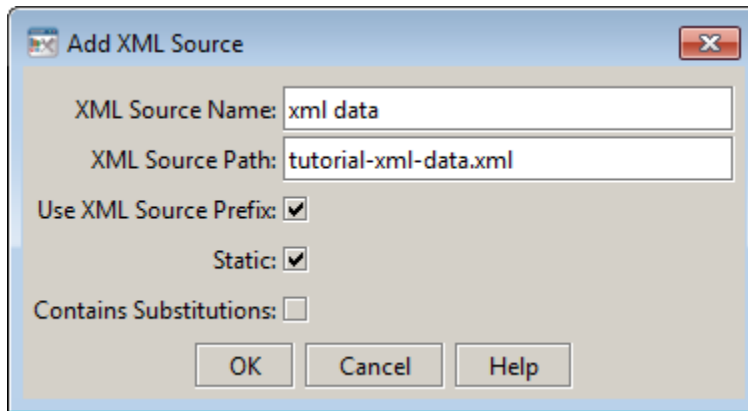 Add XML Source
XML Source Name: xml data
XML Source Path: tutorial-xml-data.xml
Use XML Source Prefix:
Static:
Contains Substitutions:
OK Cancel Help